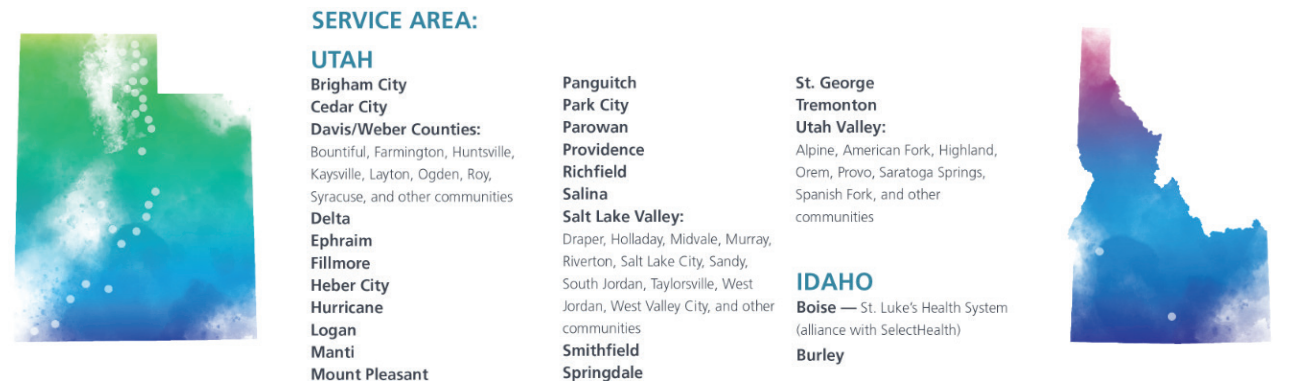 SERVICE AREA:
UTAH
Brigham City
Cedar City
Davis/Weber Counties:
Bountiful, Farmington, Huntsville,
Kaysville, Layton, Ogden, Roy,
Syracuse, and other communities
Delta
Ephraim
Fillmore
Heber City
Hurricane
Logan
Manti
Mount Pleasant
Panguitch
Park City
Parowan
Providence
Richfield
Salina
Salt Lake Valley:
Draper, Holladay, Midvale, Murray,
Riverton, Salt Lake City, Sandy,
South Jordan, Taylorsville, West
Jordan, West Valley City, and other
communities
Smithfield
Springdale
St. George
Tremonton
Utah Valley:
Alpine, American Fork, Highland,
Orem, Provo, Saratoga Springs,
Spanish Fork, and other
communities
IDAHO
Boise — St. Luke's Health System
(alliance with SelectHealth)
Burley